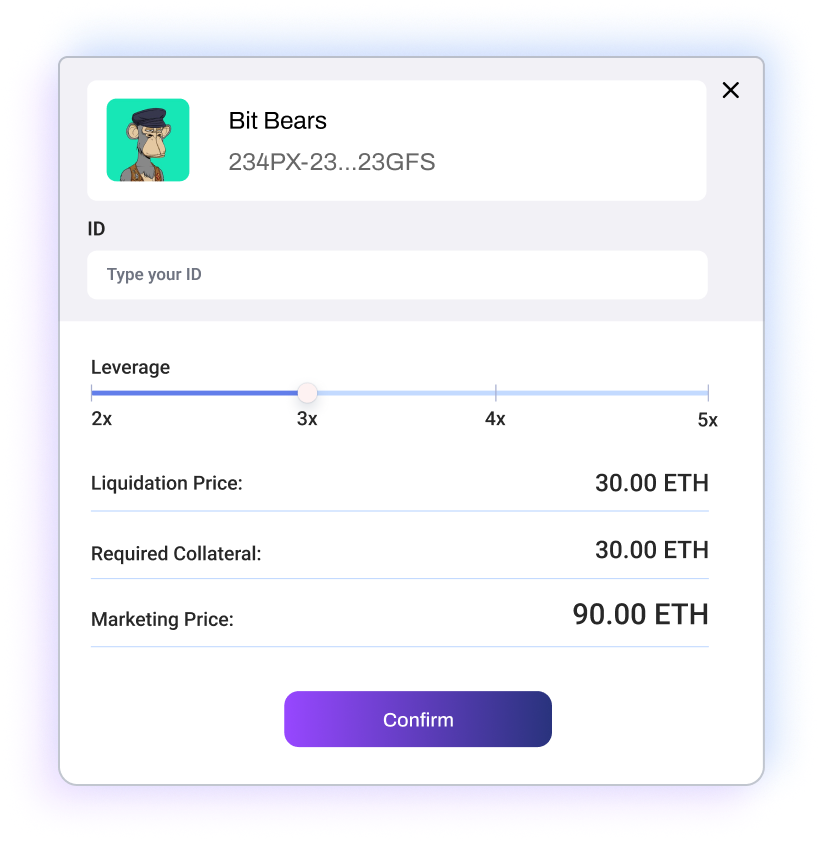 Bit Bears
234PX-23...23GFS
ID
Type your ID
Leverage
2x 3x 4x 5x
Liquidation Price: 30.00 ETH
Required Collateral: 30.00 ETH
Marketing Price: 90.00 ETH
Confirm